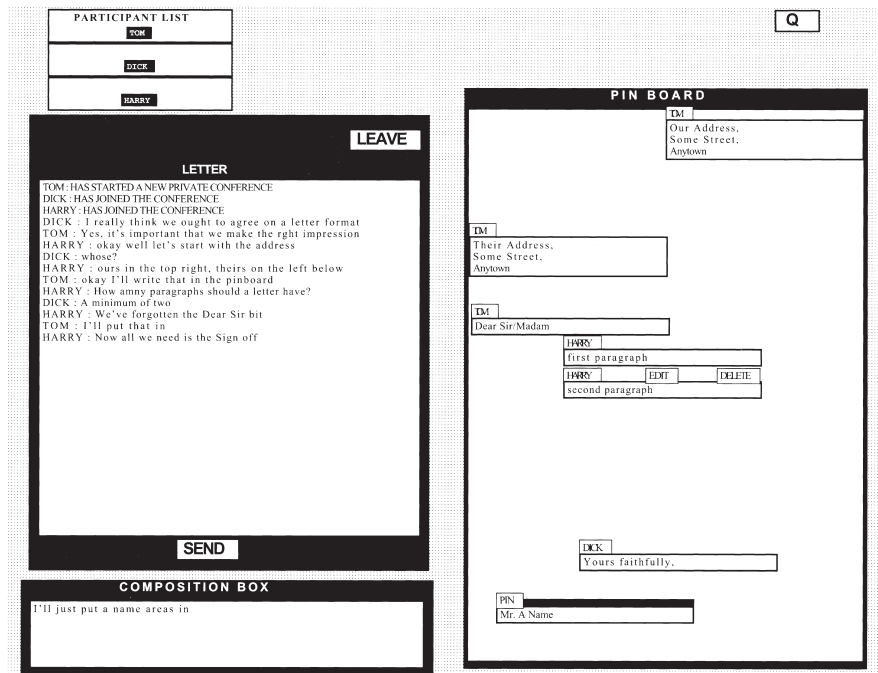 PARTICIPANT LIST
TOM
DICK
HARRY
Q
LEAVE
LETTER
TOM : HAS STARTED A NEW PRIVATE CONFERENCE
DICK : HAS JOINED THE CONFERENCE
HARRY : HAS JOINED THE CONFERENCE
DICK : I really think we ought to agree on a letter format
TOM : Yes, it's important that we make the rght impression
HARRY : okay well let's start with the address
DICK : whose?
HARRY : ours in the top right, theirs on the left below
TOM : okay I'll write that in the pinboard
HARRY : How amny paragraphs should a letter have?
DICK : A minimum of two
HARRY : We've forgotten the Dear Sir bit
TOM : I'll put that in
HARRY : Now all we need is the Sign off
SEND
COMPOSITION BOX
I'll just put a name areas in
PIN BOARD
TOM
Our Address,
Some Street,
Anytown
TOM
Their Address,
Some Street,
Anytown
TOM
Dear Sir/Madam
HARRY
first paragraph
HARRY EDIT DELETE
second paragraph
DICK
Yours faithfully,
PIN
Mr. A Name